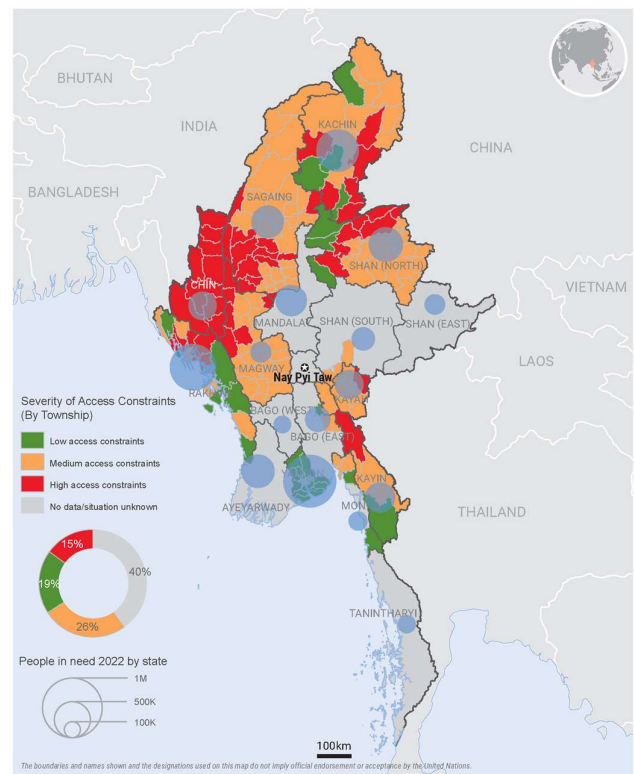 BHUTAN
INDIA
CHINA
BANGLADESH
VIETNAM
LAOS
THAILAND
KACHIN
SAGAING
SHAN (NORTH)
CHIN
MANDALAY
SHAN (SOUTH)
SHAN (EAST)
MAGWAY
Nay Pyi Taw
KAYAH
BAGO (WEST)
BAGO (EAST)
AYEYARWADY
KAYIN
MON
TANINTHARYI
Severity of Access Constraints
(By Township)
Low access constraints
Medium access constraints
High access constraints
No data/situation unknown
15%
40%
19%
26%
People in need 2022 by state
1M
500K
100K
100km
The boundaries and names shown and the designations used on this map do not imply official endorsement or acceptance by the United Nations.